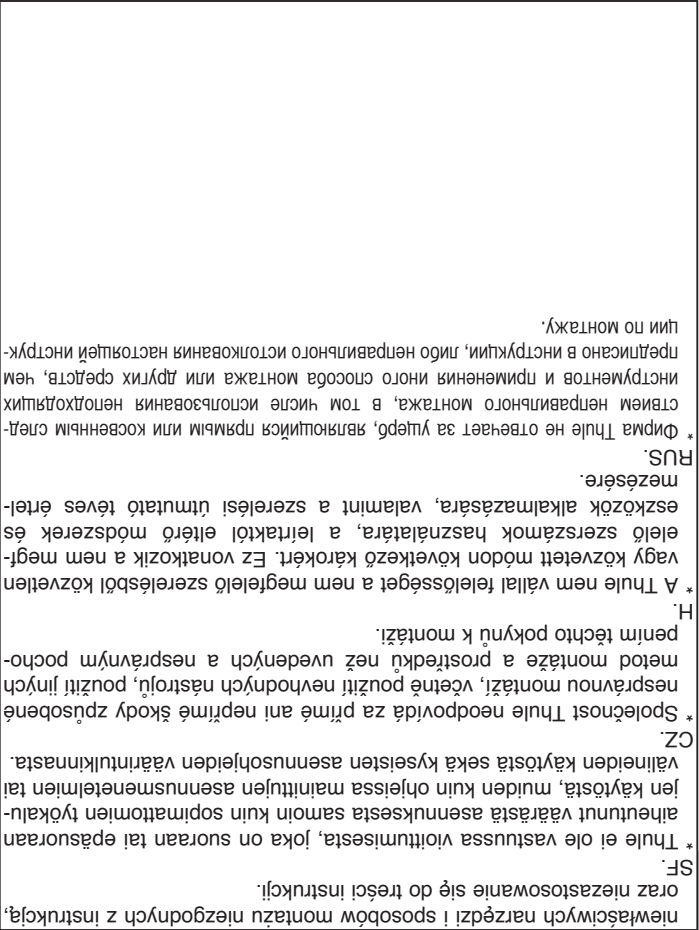 niewłaściwych narzędzi i sposobów montażu niezgodnych z instrukcją,
oraz niezastosowanie się do treści instrukcji.
SF.
* Thule ei ole vastuussa vioittumisesta, joka on suoraan tai epäsuoraan
aiheutunut väärästä asennuksesta samoin kuin sopimattomien työkalu-
jen käytöstä, muiden kuin ohjeissa mainittujen asennusmenetelmien tai
välineiden käytöstä sekä kyseisten asennusohjeiden väärintulkinnasta.
CZ.
* Společnost Thule neodpovídá za přímé ani nepřímé škody způsobené
nesprávnou montáží, včetně použití nevhodných nástrojů, použití jiných
metod montáže a prostředků než uvedených a nesprávným pocho-
pením těchto pokynů k montáži.
H.
* A Thule nem vállal felelősséget a nem megfelelő szerelésből közvetlen
vagy közvetett módon következő károkért. Ez vonatkozik a nem megf-
elelő szerszámok használatára, a leírtaktól eltérő módszerek és
eszközök alkalmazására, valamint a szerelési útmutató téves értel-
mezésére.
RUS.
* Фирма Thule не отвечает за ущерб, являющийся прямым или косвенным след-
ствием неправильного монтажа, в том числе использования неподходящих
инструментов и применения иного способа монтажа или других средств, чем
предписано в инструкции, либо неправильного истолкования настоящей инструк-
ции по монтажу.